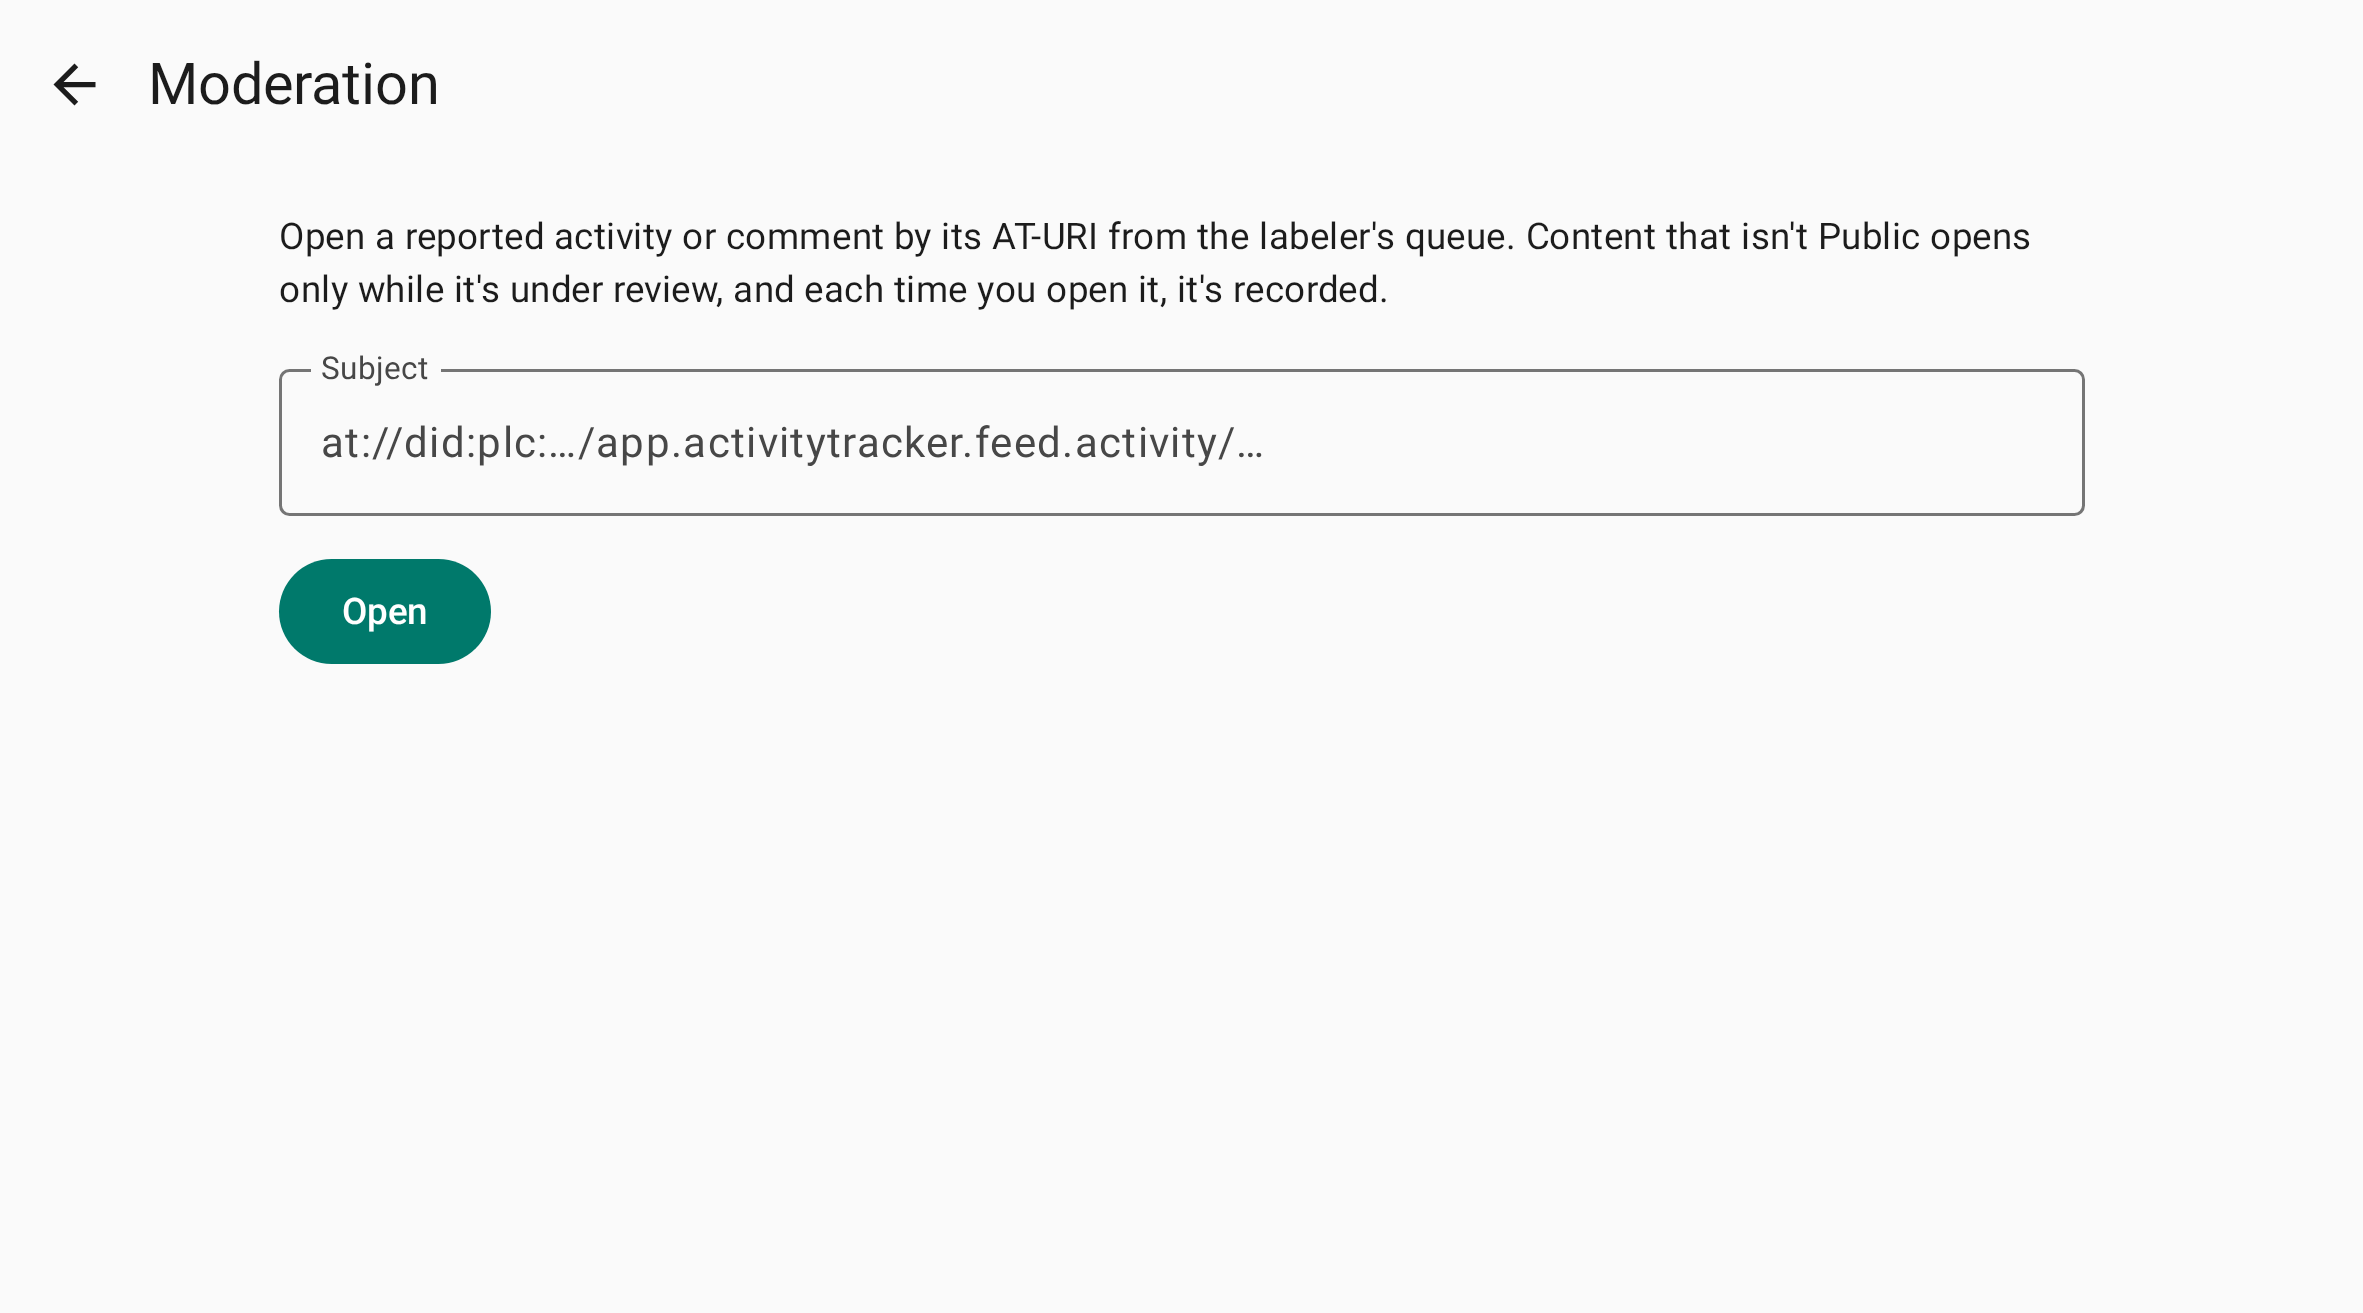 Moderation
Open a reported activity or comment by its AT-URI from the labeler's queue. Content that isn't Public opens
only while it's under review, and each time you open it, it's recorded.
Subject
at://did:plc:…/app.activitytracker.feed.activity/…
Open